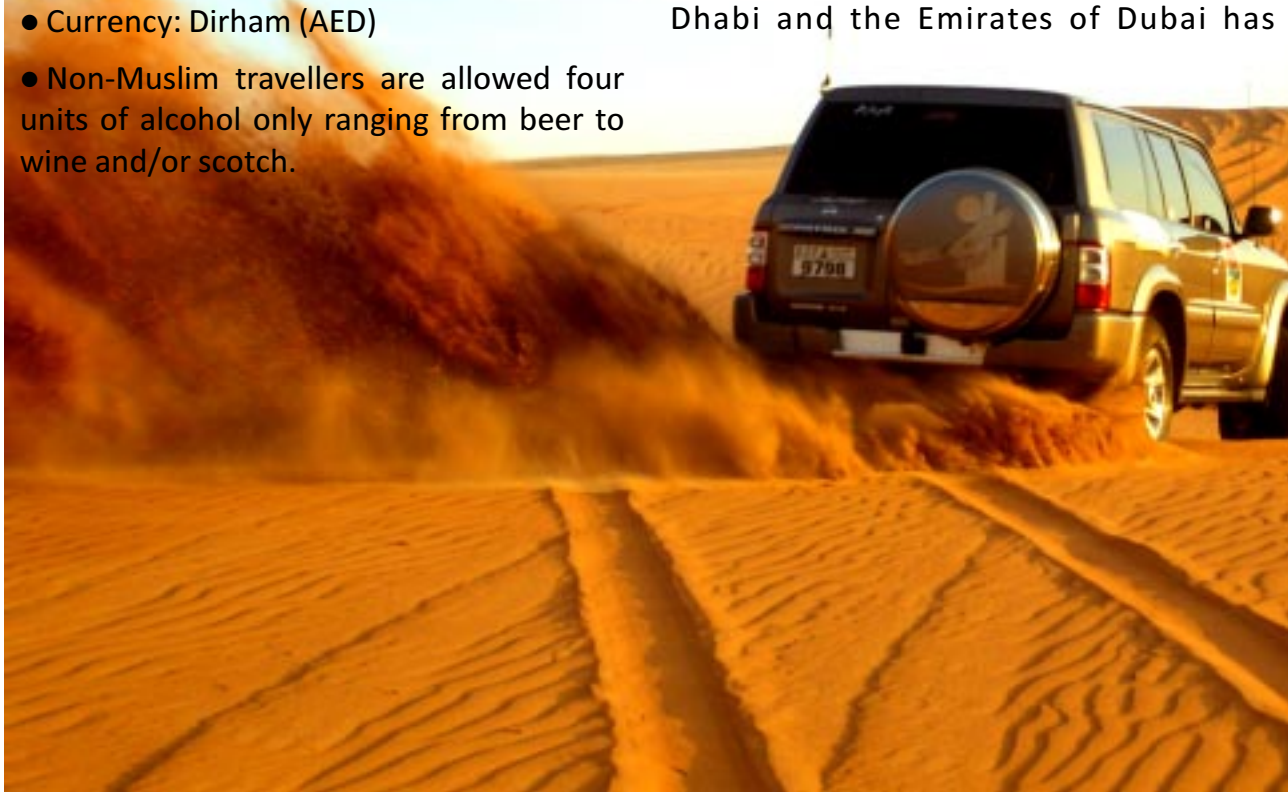 ● Currency: Dirham (AED)
● Non-Muslim travellers are allowed four
units of alcohol only ranging from beer to
wine and/or scotch.
Dhabi and the Emirates of Dubai has
9798